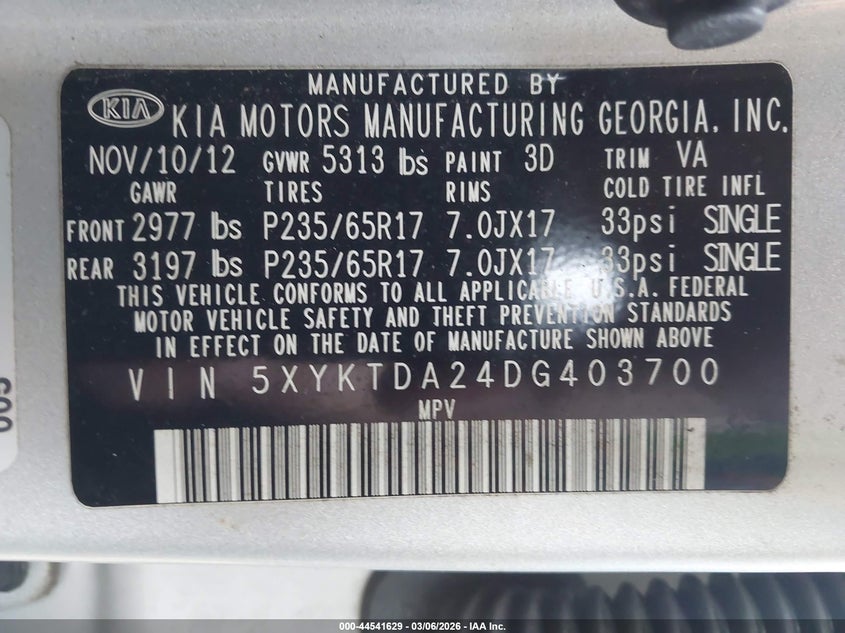 MANUFACTURED BY
KIA KIA MOTORS MANUFACTURING GEORGIA, INC.
NOV/10/12 GVWR 5313 lbs PAINT 3D TRIM VA
GAWR TIRES RIMS COLD TIRE INFL
FRONT 2977 lbs P235/65R17 7.0JX17 33psi SINGLE
REAR 3197 lbs P235/65R17 7.0JX17 33psi SINGLE
THIS VEHICLE CONFORMS TO ALL APPLICABLE U.S.A. FEDERAL
MOTOR VEHICLE SAFETY AND THEFT PREVENTION STANDARDS
IN EFFECT ON THE DATE OF MANUFACTURE SHOWN ABOVE
VIN 5XYKTDA24DG403700
MPV
000-44541629 - 03/06/2026 - IAA Inc.